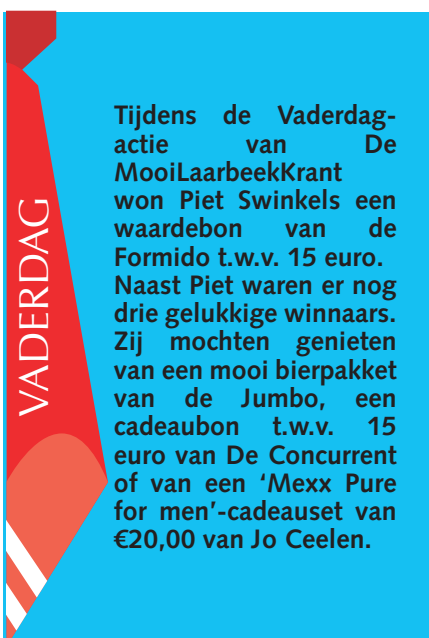 VADERDAG
Tijdens de Vaderdag-
actie van De
MooiLaarbeekKrant
won Piet Swinkels een
waardebon van de
Formido t.w.v. 15 euro.
Naast Piet waren er nog
drie gelukkige winnaars.
Zij mochten genieten
van een mooi bierpakket
van de Jumbo, een
cadeaubon t.w.v. 15
euro van De Concurrent
of van een ‘Mexx Pure
for men’-cadeauset van
€20,00 van Jo Ceelen.